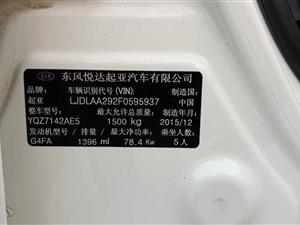 KIA 东风悦达起亚汽车有限公司
品牌: 车辆识别代号(VIN): 制造国:
起亚 LJDLAA292F0595937 中国
整车型号: 最大允许总质量: 制造年月:
YQZ7142AE5 1500 kg 2015/12
发动机型号 / 排量 / 最大净功率: 乘坐人数
G4FA 1396 ml 78.4 Kw 5人